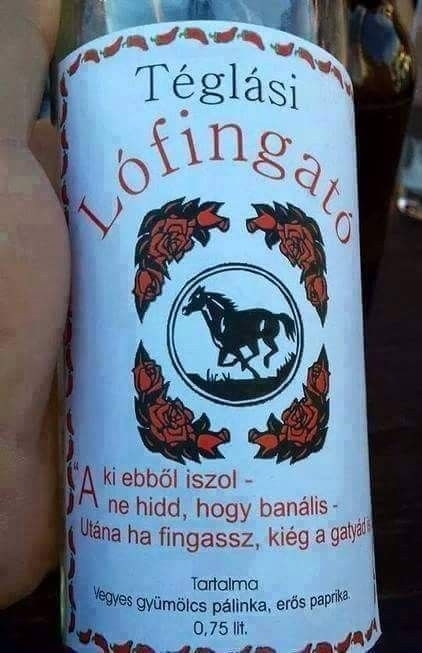 Téglási
Lófingató
"A ki ebből iszol -
ne hidd, hogy banális -
Utána ha fingassz, kiég a gatyád
Tartalma
Vegyes gyümölcs pálinka, erős paprika.
0,75 lit.